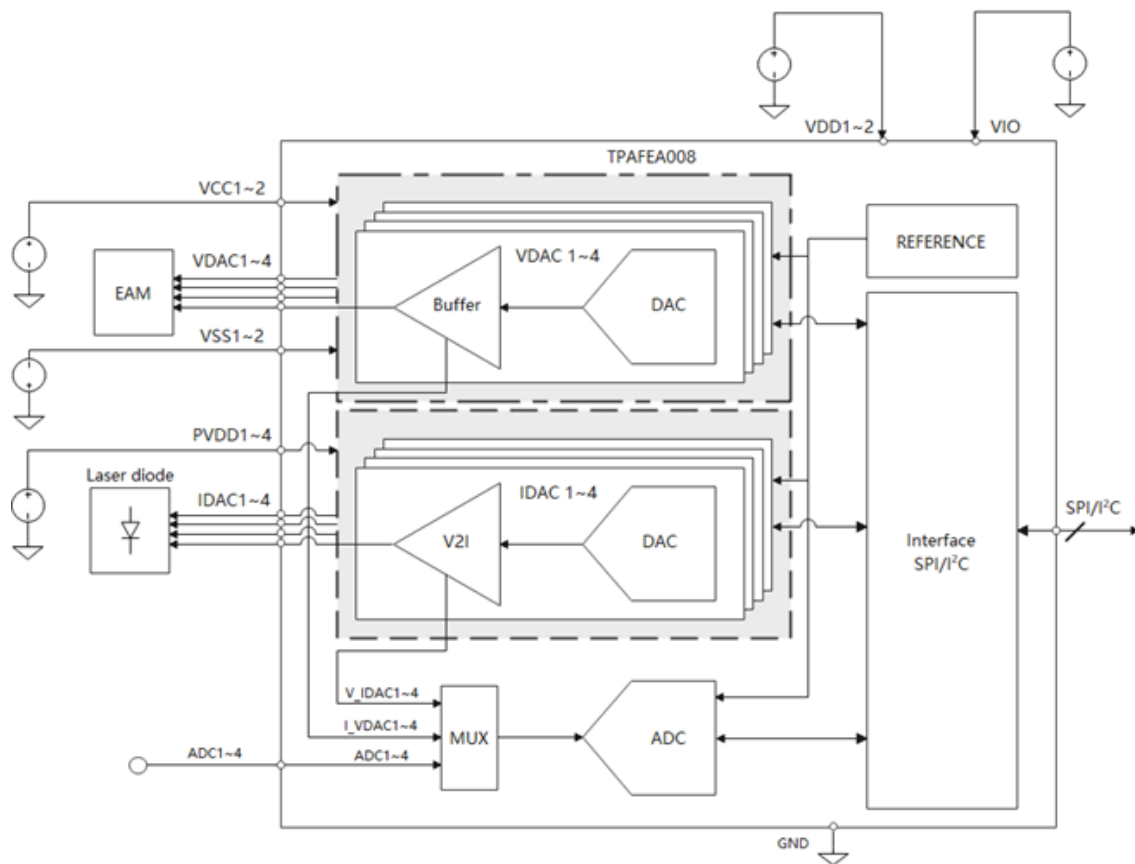 VDD1~2
VIO
TPAFEA008
VCC1~2
REFERENCE
VDAC1~4
VDAC 1~4
EAM
Buffer
DAC
VSS1~2
PVDD1~4
Laser diode
IDAC1~4
IDAC 1~4
V2I
DAC
Interface
SPI/I²C
SPI/I²C
V_IDAC1~4
I_VDAC1~4
MUX
ADC
ADC1~4
ADC1~4
GND